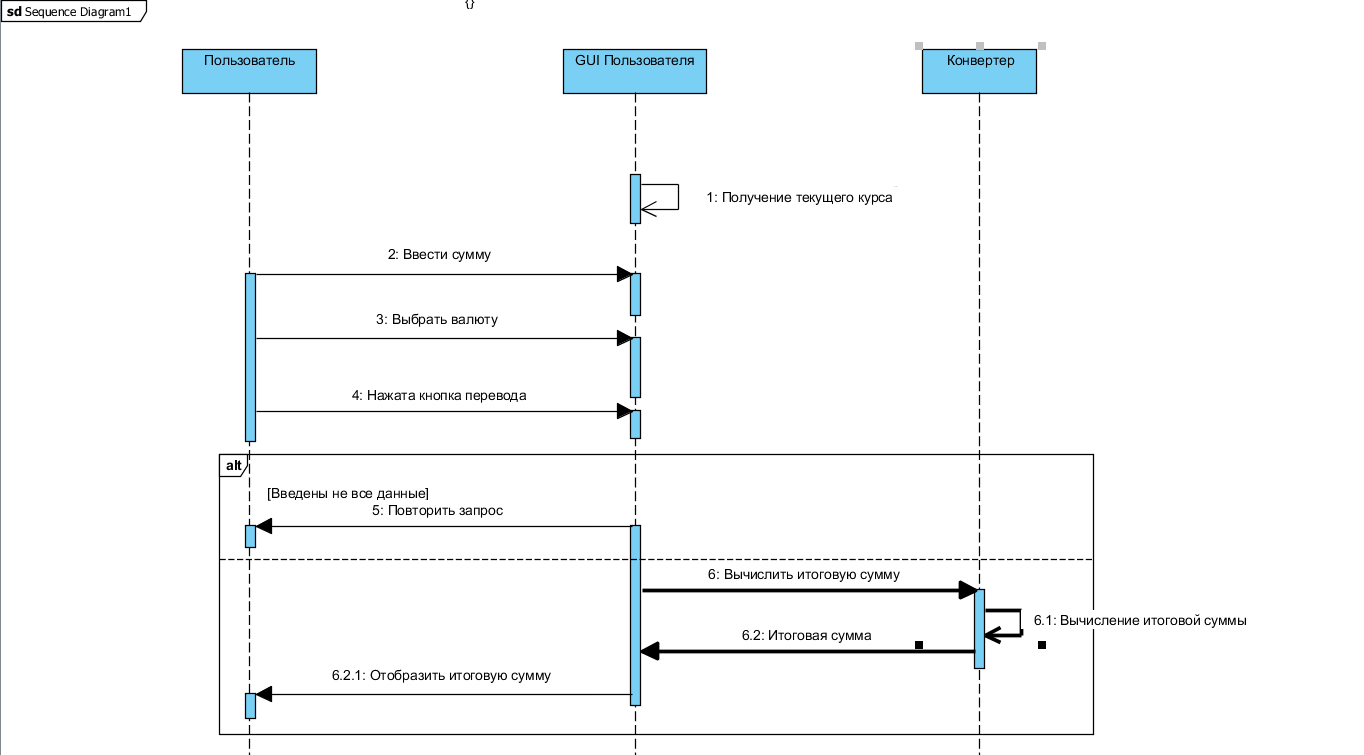 {}
sd Sequence Diagram1
Пользователь
GUI Пользователя
Конвертер
1: Получение текущего курса
2: Ввести сумму
3: Выбрать валюту
4: Нажата кнопка перевода
alt
[Введены не все данные]
5: Повторить запрос
6: Вычислить итоговую сумму
6.1: Вычисление итоговой суммы
6.2: Итоговая сумма
6.2.1: Отобразить итоговую сумму